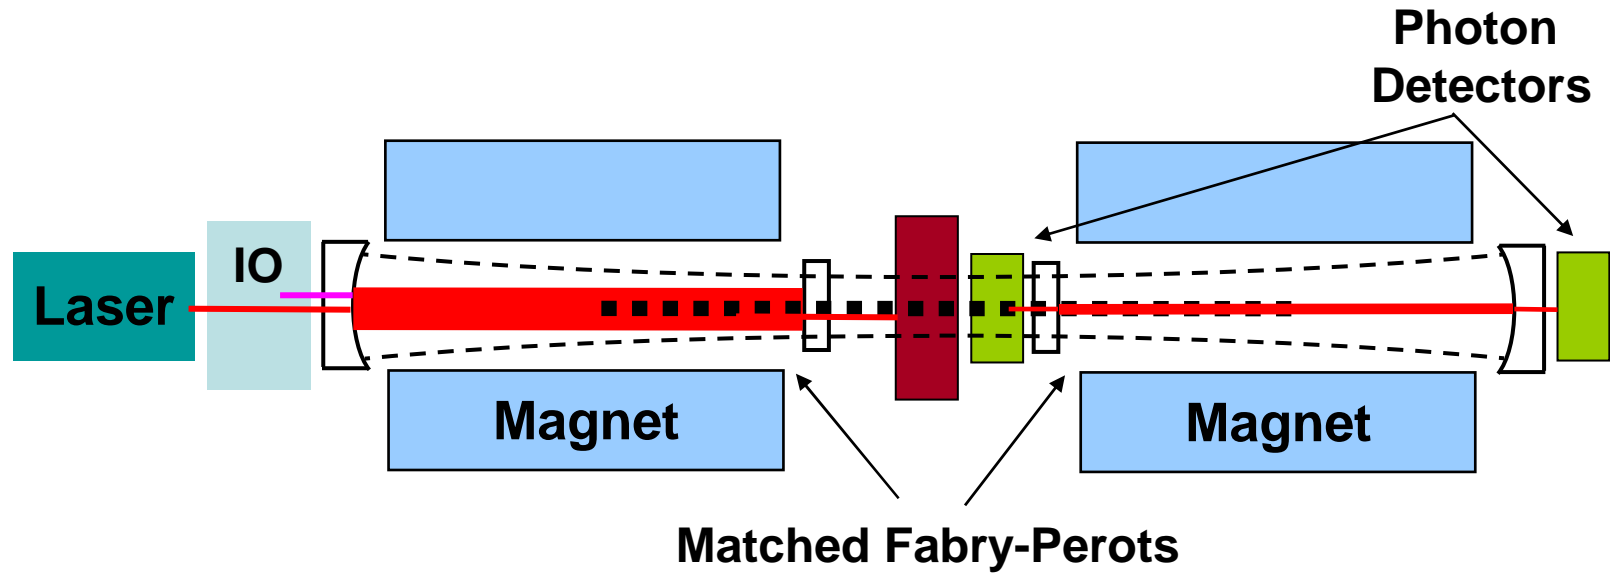 Photon
Detectors
IO
Laser
Magnet
Magnet
Matched Fabry-Perots